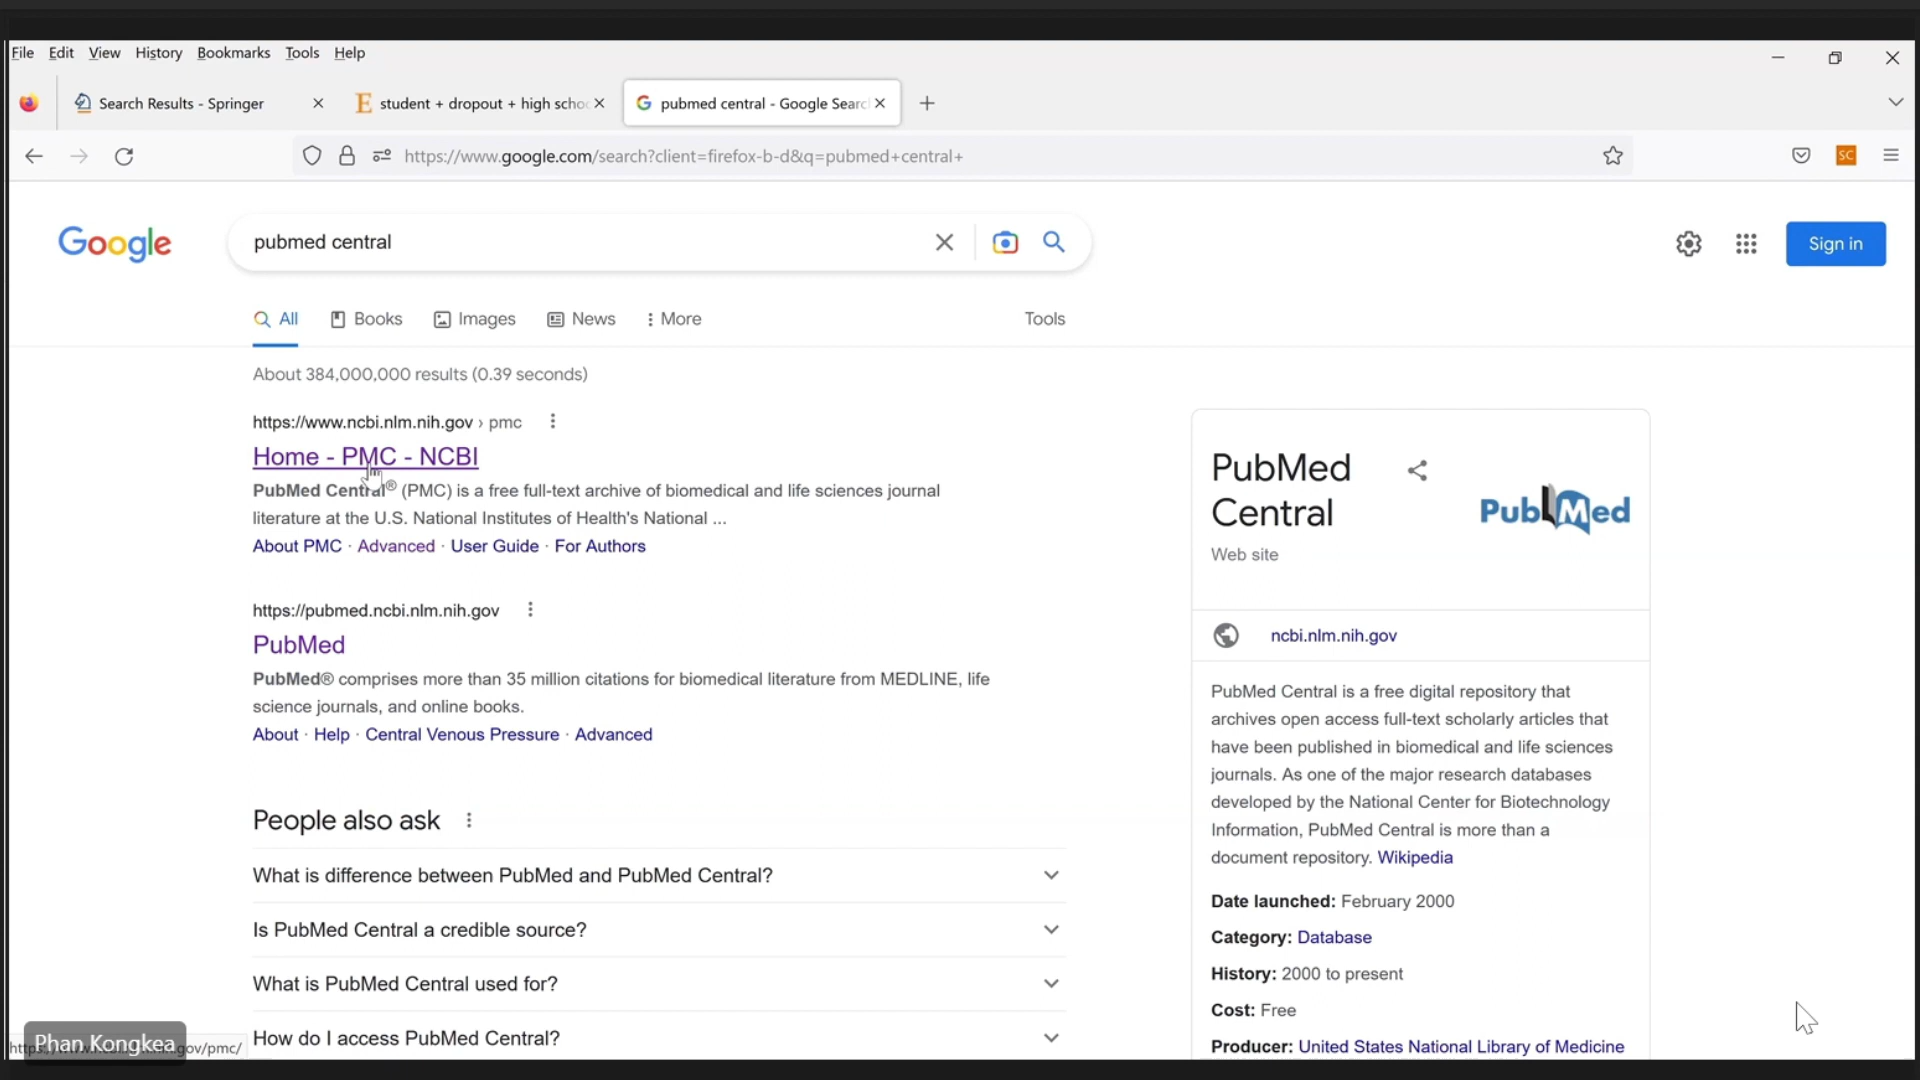 File Edit View History Bookmarks Tools Help
Search Results - Springer
student + dropout + high schoo
pubmed central - Google Searc
https://www.google.com/search?client=firefox-b-d&q=pubmed+central+
SC
Google
pubmed central
Sign in
All Books Images News More Tools
About 384,000,000 results (0.39 seconds)
https://www.ncbi.nlm.nih.gov › pmc
Home - PMC - NCBI
PubMed Central® (PMC) is a free full-text archive of biomedical and life sciences journal
literature at the U.S. National Institutes of Health's National ...
About PMC · Advanced · User Guide · For Authors
https://pubmed.ncbi.nlm.nih.gov
PubMed
PubMed® comprises more than 35 million citations for biomedical literature from MEDLINE, life
science journals, and online books.
About · Help · Central Venous Pressure · Advanced
People also ask
What is difference between PubMed and PubMed Central?
Is PubMed Central a credible source?
What is PubMed Central used for?
How do I access PubMed Central?
PubMed
Central
PubMed
Web site
ncbi.nlm.nih.gov
PubMed Central is a free digital repository that
archives open access full-text scholarly articles that
have been published in biomedical and life sciences
journals. As one of the major research databases
developed by the National Center for Biotechnology
Information, PubMed Central is more than a
document repository. Wikipedia
Date launched: February 2000
Category: Database
History: 2000 to present
Cost: Free
Producer: United States National Library of Medicine
Phan Kongkea
gov/pmc/